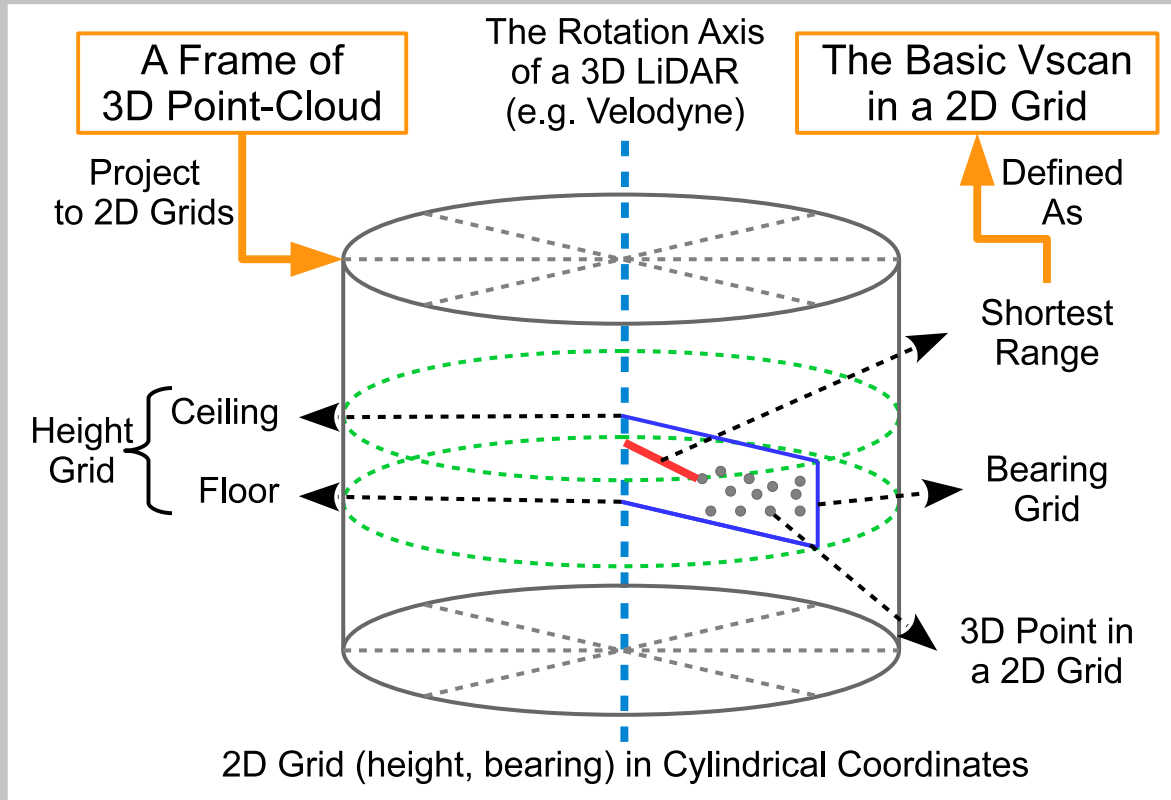 A Frame of
3D Point-Cloud
The Rotation Axis
of a 3D LiDAR
(e.g. Velodyne)
The Basic Vscan
in a 2D Grid
Project
to 2D Grids
Defined
As
Shortest
Range
Height
Grid
Ceiling
Floor
Bearing
Grid
3D Point in
a 2D Grid
2D Grid (height, bearing) in Cylindrical Coordinates